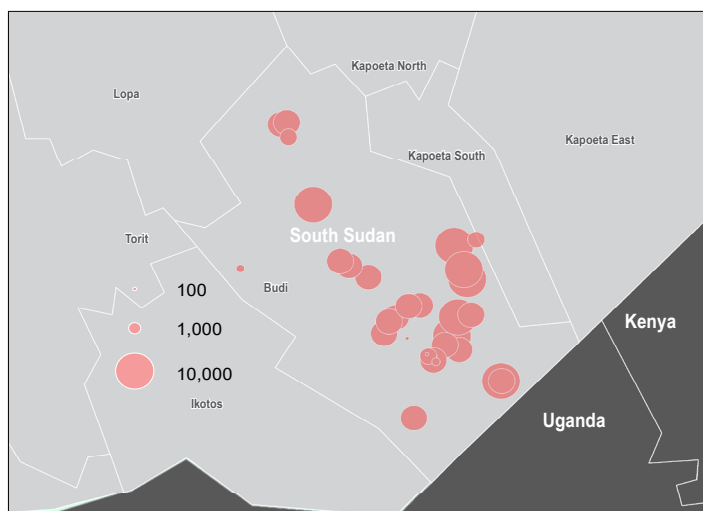 Kapoeta North
Lopa
Kapoeta East
Kapoeta South
Torit
South Sudan
Budi
100
1,000
Kenya
10,000
Ikotos
Uganda